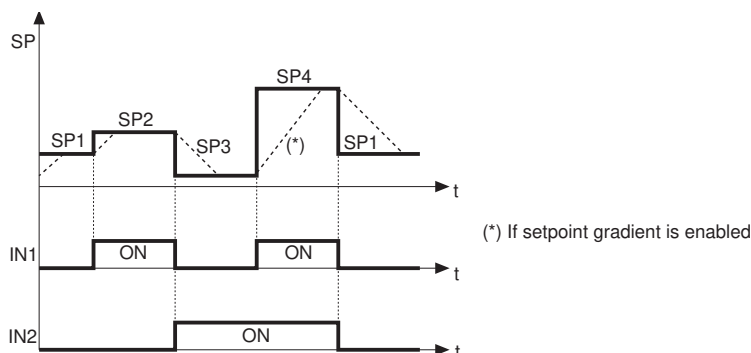 SP
SP4
SP2
SP1
SP3
(*)
SP1
t
(*) If setpoint gradient is enabled
IN1
ON
ON
t
IN2
ON
t